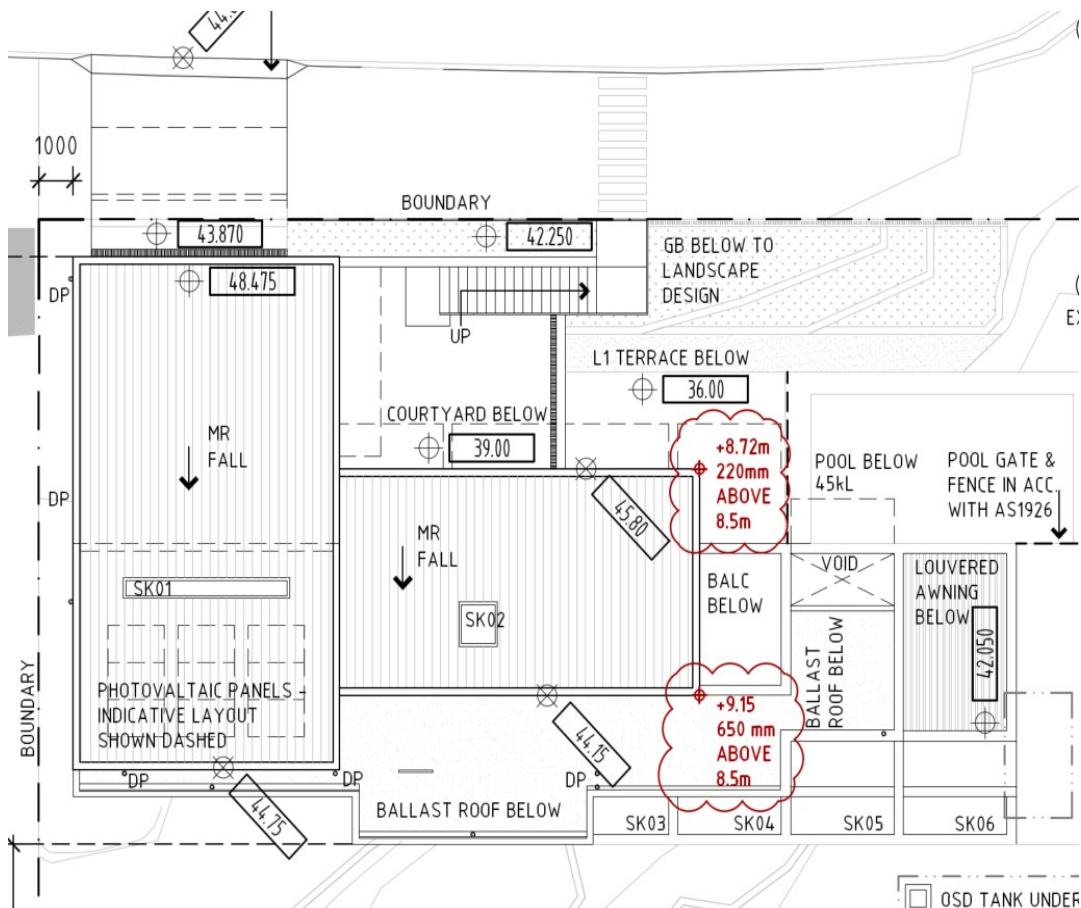 1000
BOUNDARY
43.870
42.250
48.475
GB BELOW TO
LANDSCAPE
DESIGN
DP
UP
L1 TERRACE BELOW
36.00
COURTYARD BELOW
39.00
MR
FALL
+8.72m
220mm
ABOVE
8.5m
POOL BELOW
45kL
POOL GATE &
FENCE IN ACC.
WITH AS1926
DP
45.80
MR
FALL
SK01
SK02
BALC
BELOW
VOID
LOUVERED
AWNING
BELOW
42.050
BALLAST
ROOF BELOW
BOUNDARY
PHOTOVALTAIC PANELS -
INDICATIVE LAYOUT
SHOWN DASHED
+9.15
650 mm
ABOVE
8.5m
44.15
DP
DP
DP
44.75
BALLAST ROOF BELOW
SK03
SK04
SK05
SK06
OSD TANK UNDER